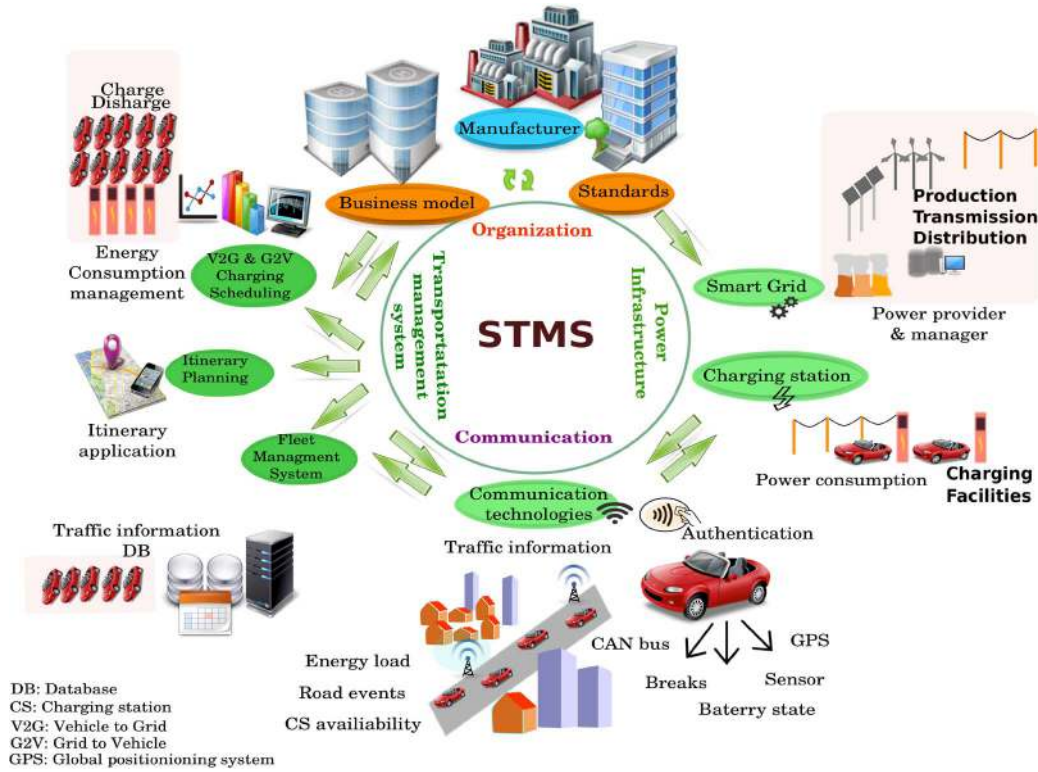 Charge
Disharge
Energy
Consumption
management
Manufacturer
Business model
Standards
Organization
V2G & G2V
Charging
Scheduling
Transportatation
management
system
STMS
Power
Infrastructure
Communication
Smart Grid
Production
Transmission
Distribution
Power provider
& manager
Itinerary
Planning
Itinerary
application
Charging station
Power consumption
Charging
Facilities
Fleet
Managment
System
Communication
technologies
Authentication
Traffic information
DB
Traffic information
Energy load
Road events
CS availiability
CAN bus
GPS
Breaks
Sensor
Baterry state
DB: Database
CS: Charging station
V2G: Vehicle to Grid
G2V: Grid to Vehicle
GPS: Global positionioning system